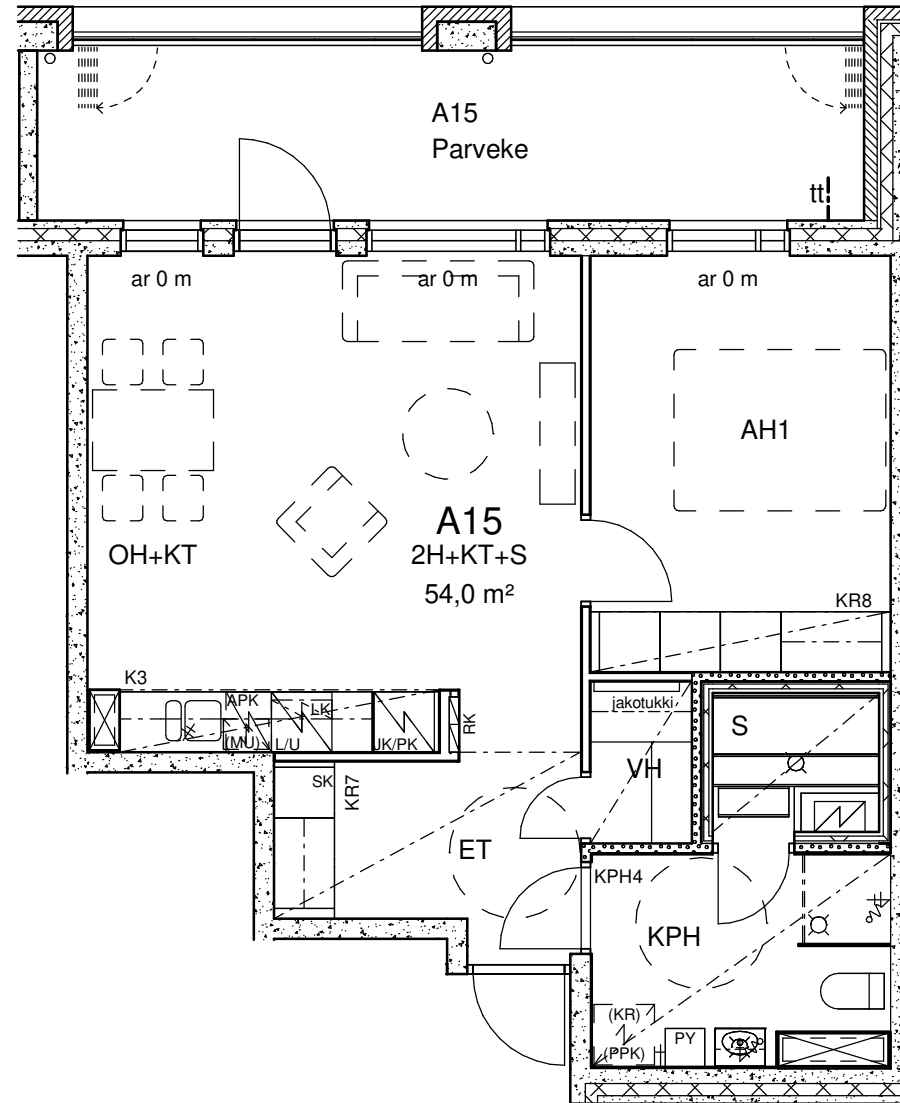 A15
Parveke
tt
ar 0 m
ar 0 m
ar 0 m
AH1
A15
2H+KT+S
54,0 m²
OH+KT
KR8
K3
APK
LK
(MU)
L/U
JK/PK
RK
jakotukki
S
VH
SK
KR7
ET
KPH4
KPH
(KR)
(PPK)
PY